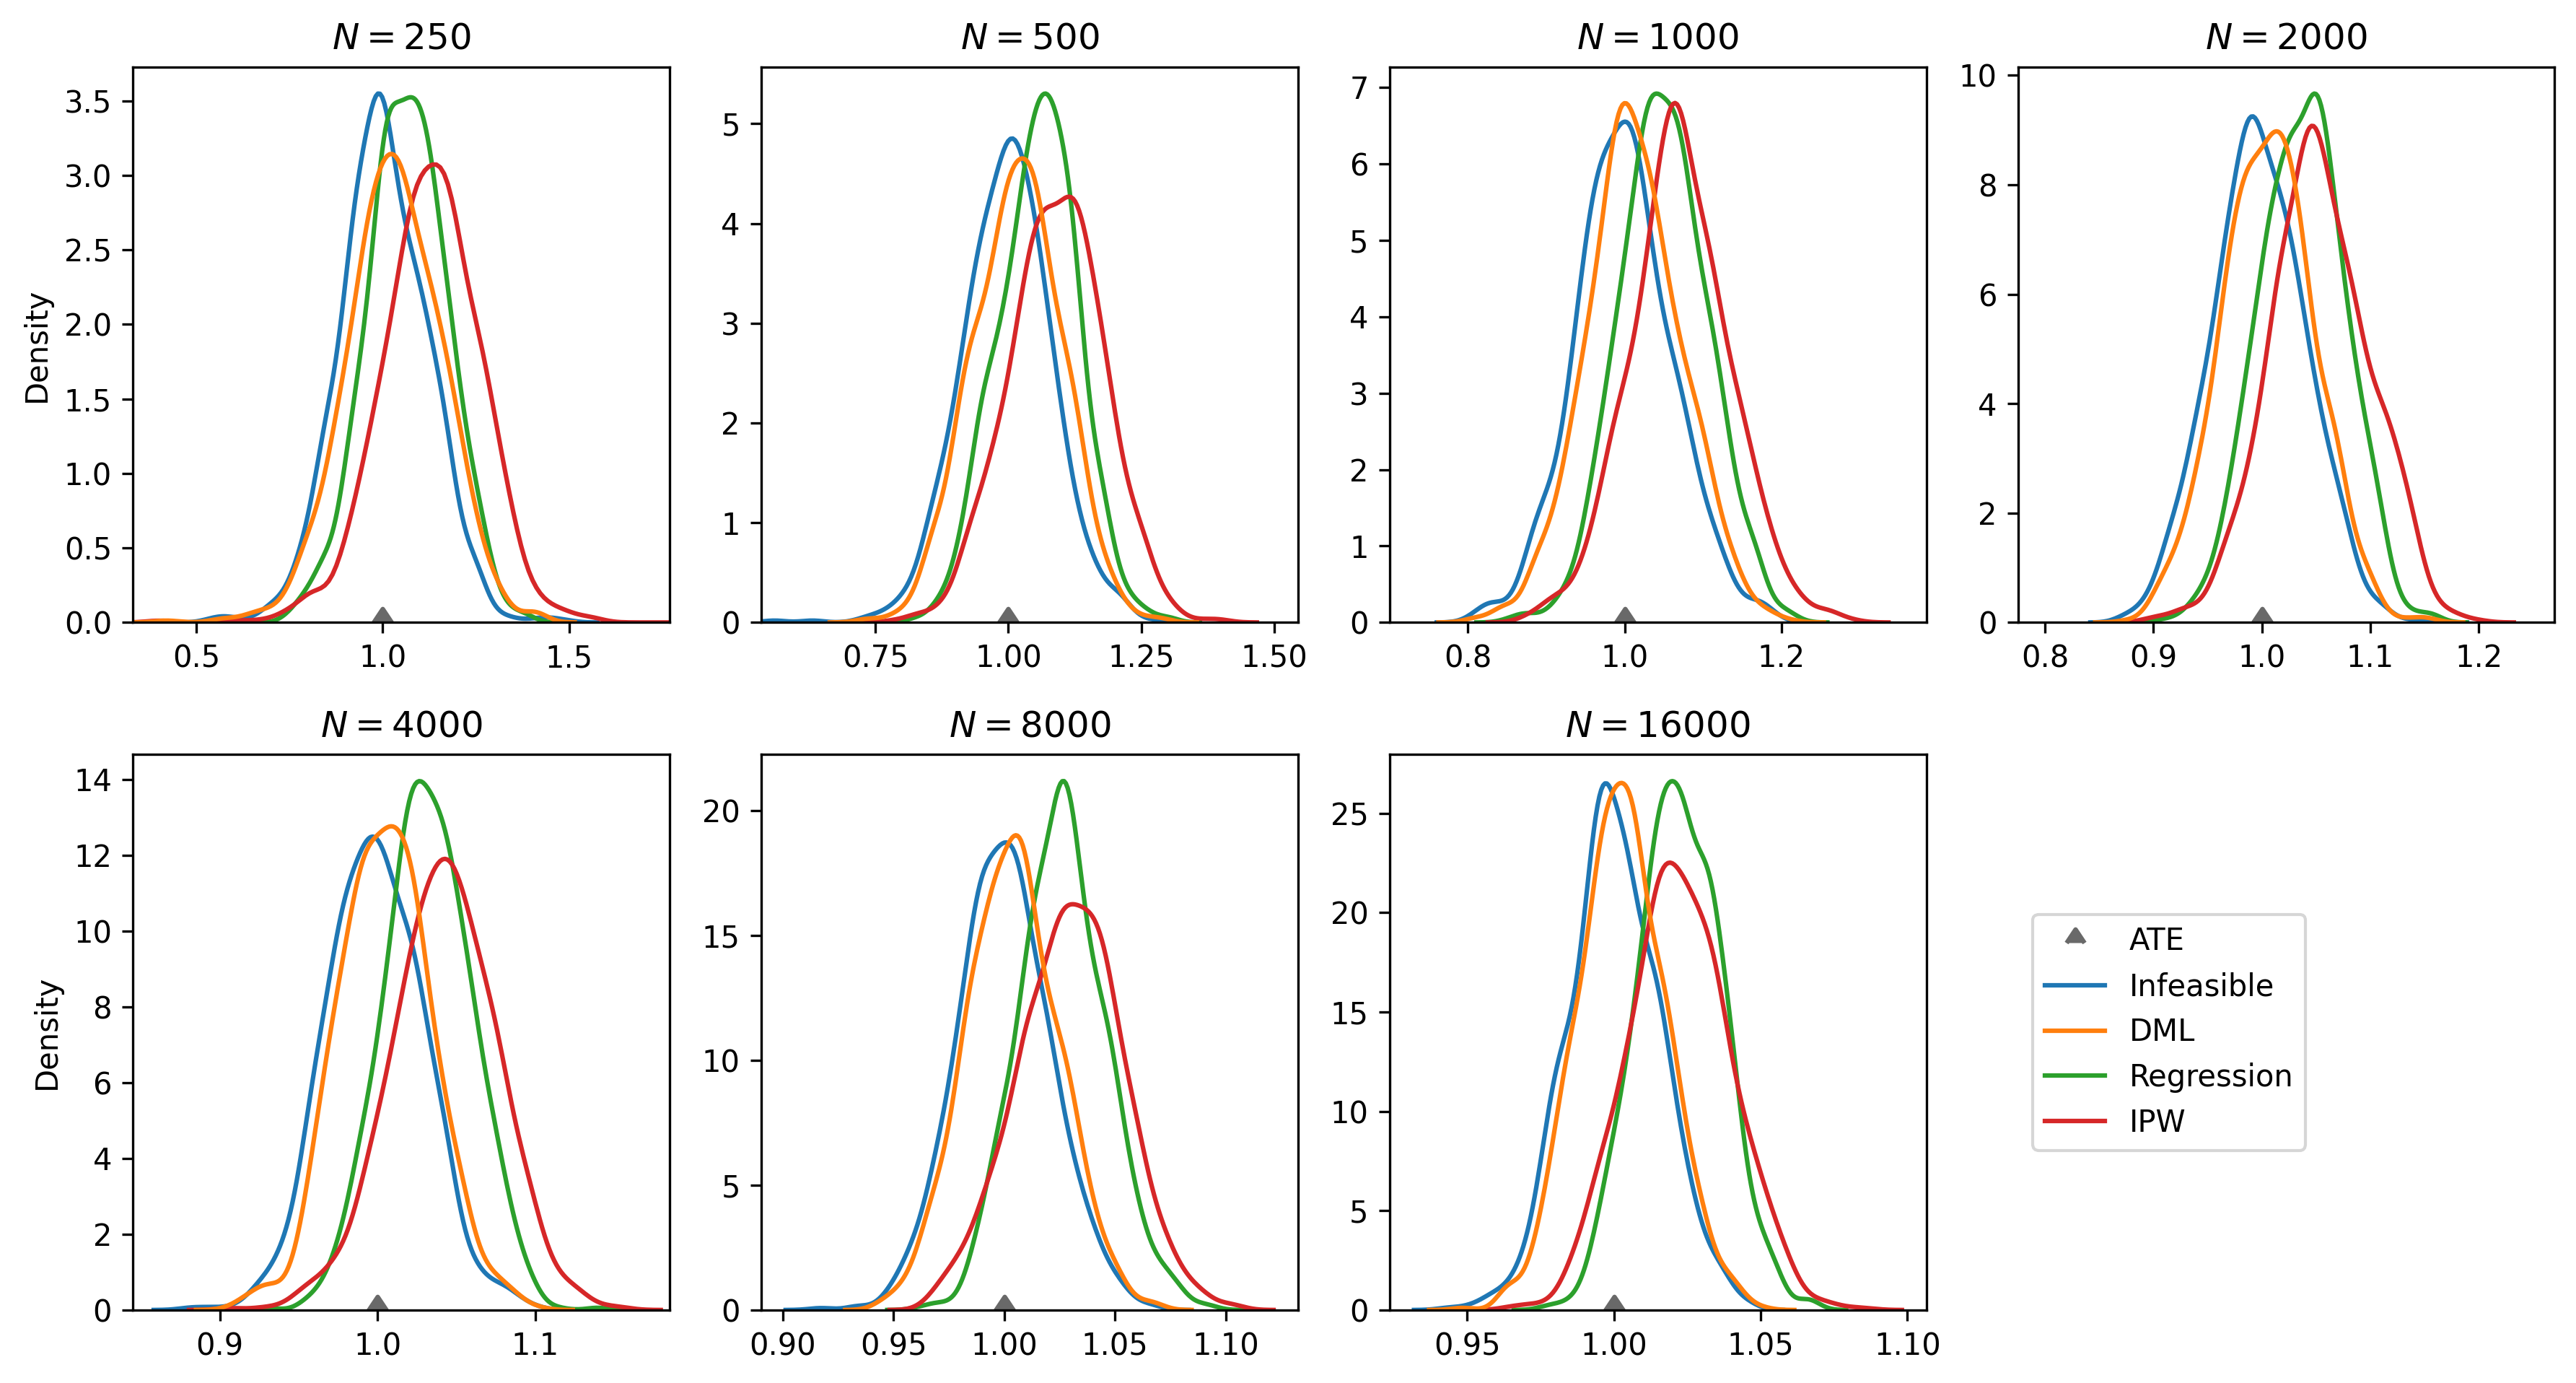 N = 250
N = 500
N = 1000
N = 2000
Density
3.5
3.0
2.5
2.0
1.5
1.0
0.5
0.0
0.5 1.0 1.5
5
4
3
2
1
0
0.75 1.00 1.25 1.50
7
6
5
4
3
2
1
0
0.8 1.0 1.2
10
8
6
4
2
0
0.8 0.9 1.0 1.1 1.2
N = 4000
N = 8000
N = 16000
Density
14
12
10
8
6
4
2
0
0.9 1.0 1.1
20
15
10
5
0
0.90 0.95 1.00 1.05 1.10
25
20
15
10
5
0
0.95 1.00 1.05 1.10
ATE
Infeasible
DML
Regression
IPW